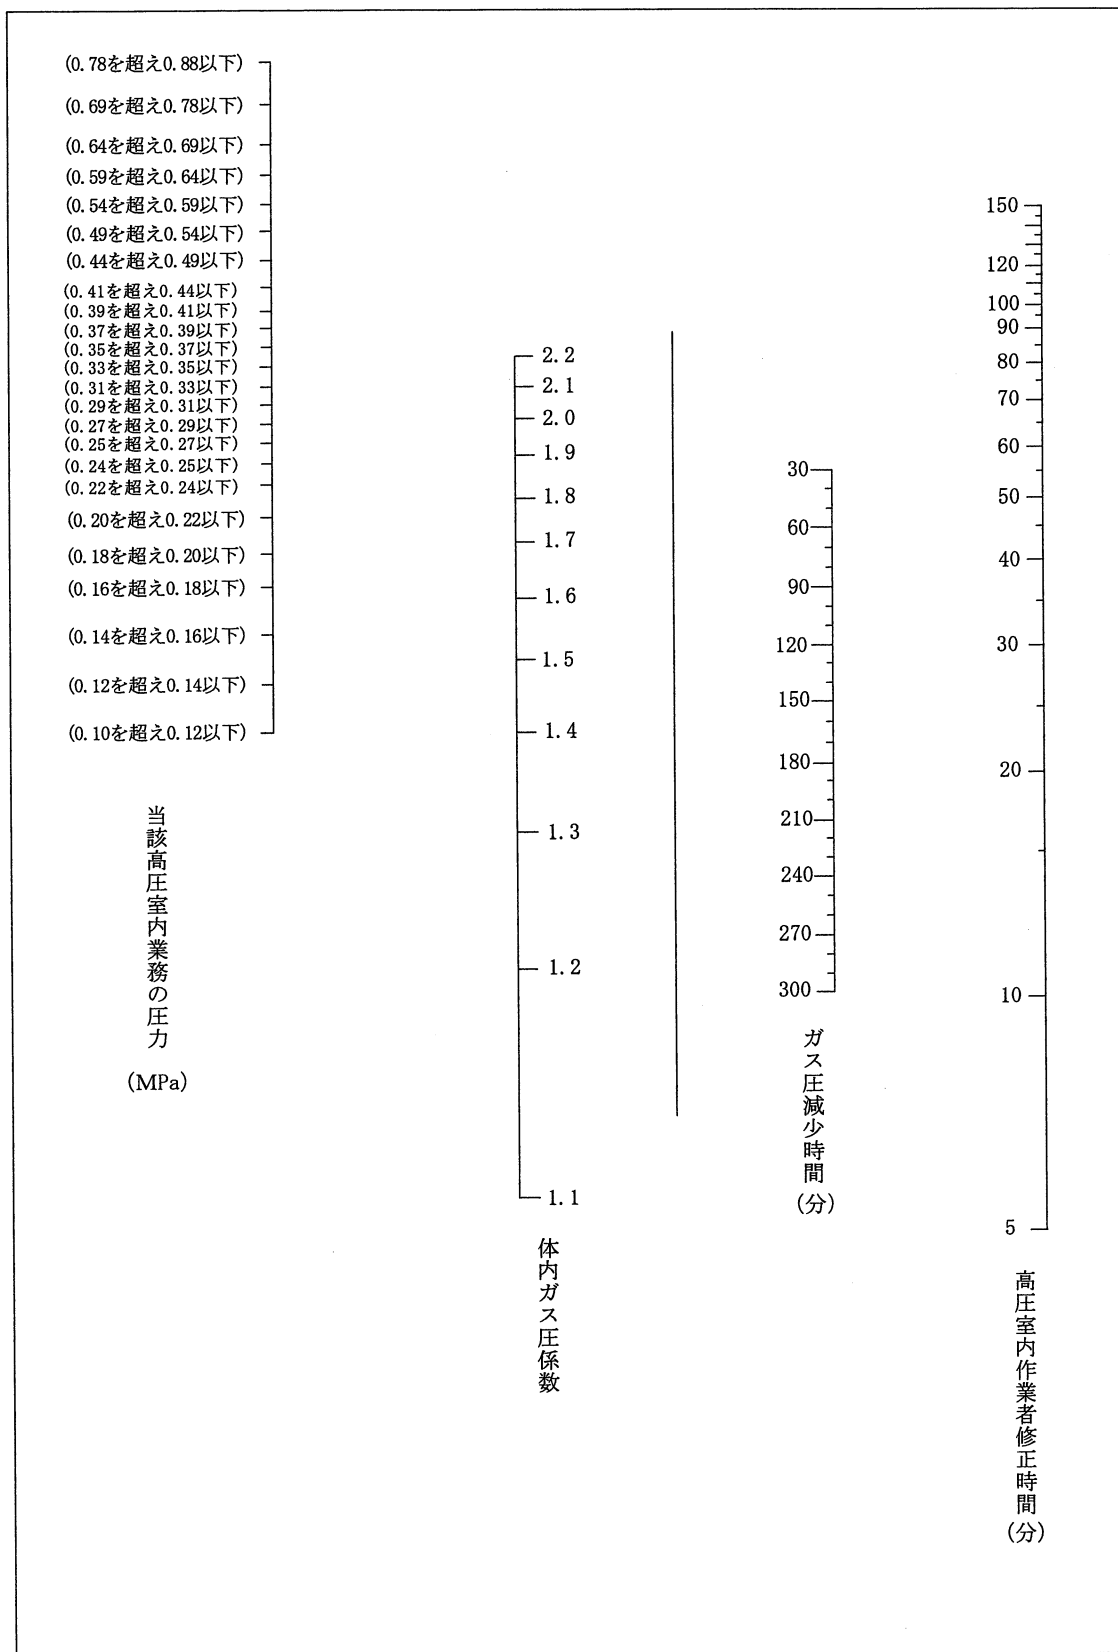 (0.78を超え0.88以下)
(0.69を超え0.78以下)
(0.64を超え0.69以下)
(0.59を超え0.64以下)
(0.54を超え0.59以下)
(0.49を超え0.54以下)
(0.44を超え0.49以下)
(0.41を超え0.44以下)
(0.39を超え0.41以下)
(0.37を超え0.39以下)
(0.35を超え0.37以下)
(0.33を超え0.35以下)
(0.31を超え0.33以下)
(0.29を超え0.31以下)
(0.27を超え0.29以下)
(0.25を超え0.27以下)
(0.24を超え0.25以下)
(0.22を超え0.24以下)
(0.20を超え0.22以下)
(0.18を超え0.20以下)
(0.16を超え0.18以下)
(0.14を超え0.16以下)
(0.12を超え0.14以下)
(0.10を超え0.12以下)
当該高圧室内業務の圧力
(MPa)
2.2
2.1
2.0
1.9
1.8
1.7
1.6
1.5
1.4
1.3
1.2
1.1
体内ガス圧係数
30
60
90
120
150
180
210
240
270
300
ガス圧減少時間
(分)
150
120
100
90
80
70
60
50
40
30
20
10
5
高圧室内作業者修正時間
(分)